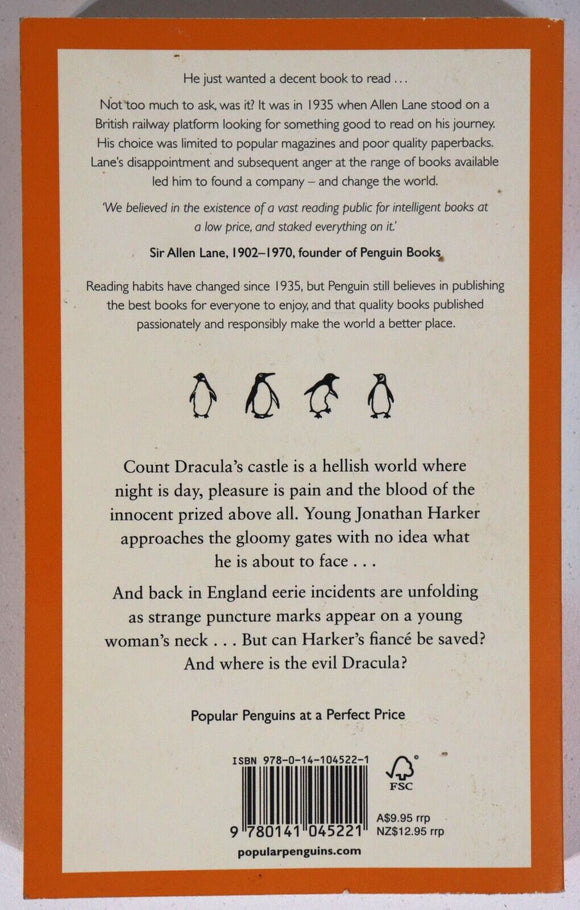 He just wanted a decent book to read ...
Not too much to ask, was it? It was in 1935 when Allen Lane stood on a
British railway platform looking for something good to read on his journey.
His choice was limited to popular magazines and poor quality paperbacks.
Lane's disappointment and subsequent anger at the range of books available
led him to found a company – and change the world.
'We believed in the existence of a vast reading public for intelligent books at
a low price, and staked everything on it.'
Sir Allen Lane, 1902–1970, founder of Penguin Books
Reading habits have changed since 1935, but Penguin still believes in publishing
the best books for everyone to enjoy, and that quality books published
passionately and responsibly make the world a better place.
Count Dracula's castle is a hellish world where
night is day, pleasure is pain and the blood of the
innocent prized above all. Young Jonathan Harker
approaches the gloomy gates with no idea what
he is about to face . . .
And back in England eerie incidents are unfolding
as strange puncture marks appear on a young
woman's neck . . . But can Harker's fiancé be saved?
And where is the evil Dracula?
Popular Penguins at a Perfect Price
ISBN 978-0-14-104522-1
9 780141 045221
FSC
A$9.95 rrp
NZ$12.95 rrp
popularpenguins.com